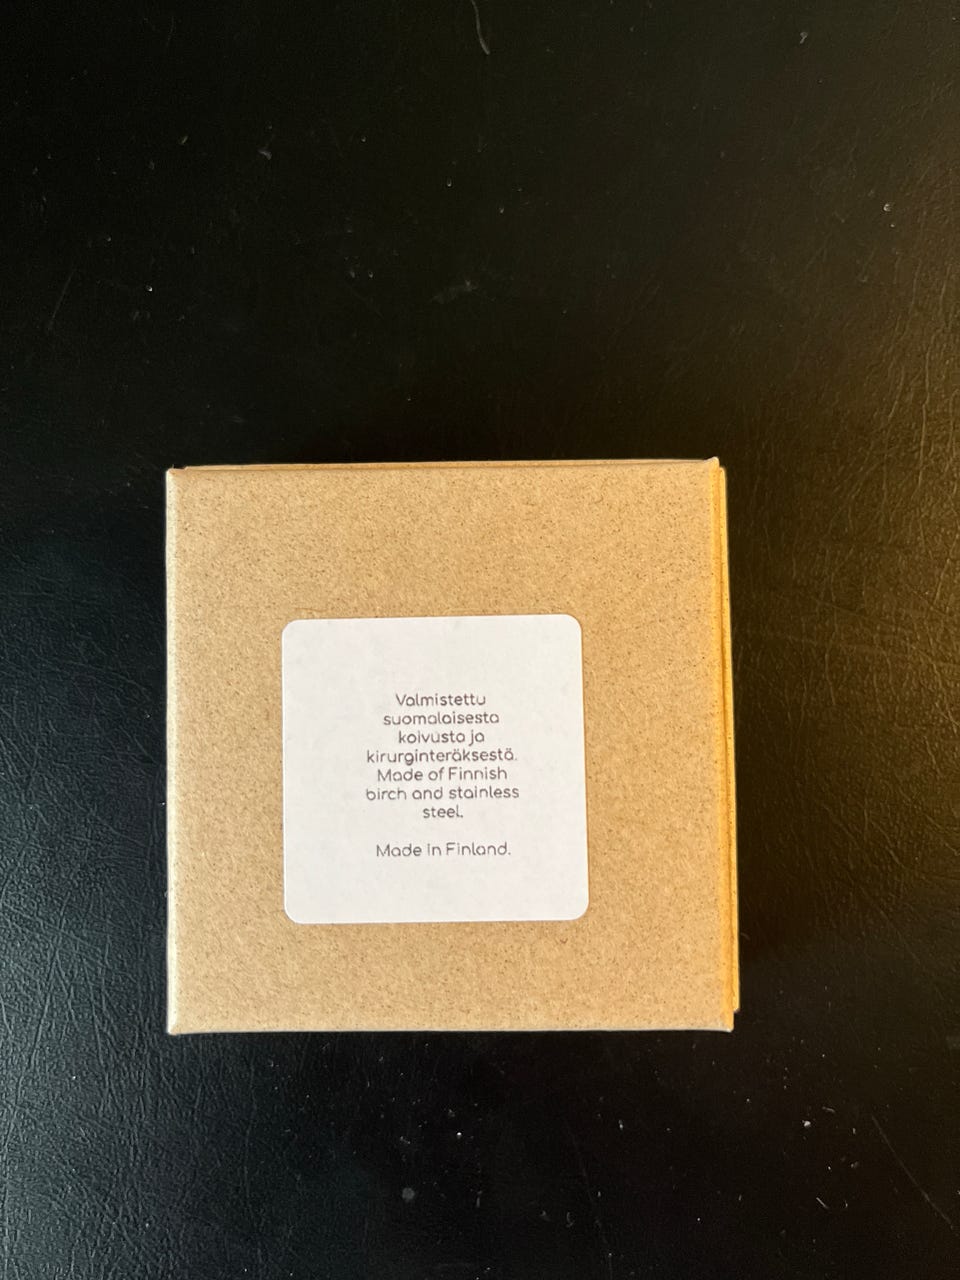 Valmistettu
suomalaisesta
koivusta ja
kirurginteräksestä.
Made of Finnish
birch and stainless
steel.
Made in Finland.